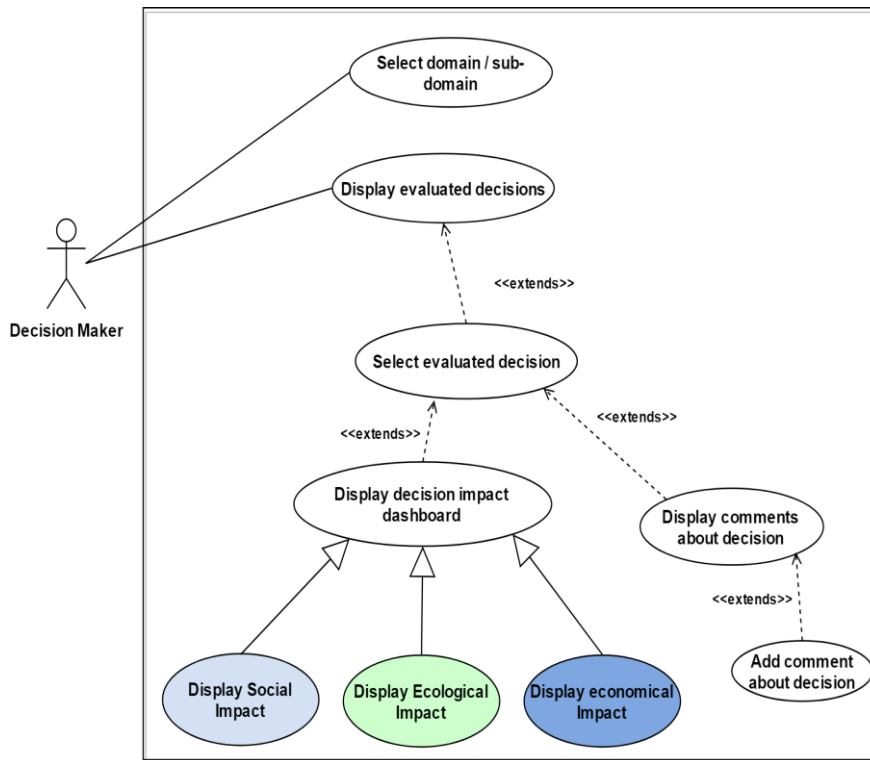 Select domain / sub-
domain
Display evaluated decisions
<<extends>>
Decision Maker
Select evaluated decision
<<extends>>
<<extends>>
Display decision impact
dashboard
Display comments
about decision
<<extends>>
Add comment
about decision
Display Social
Impact
Display Ecological
Impact
Display economical
Impact